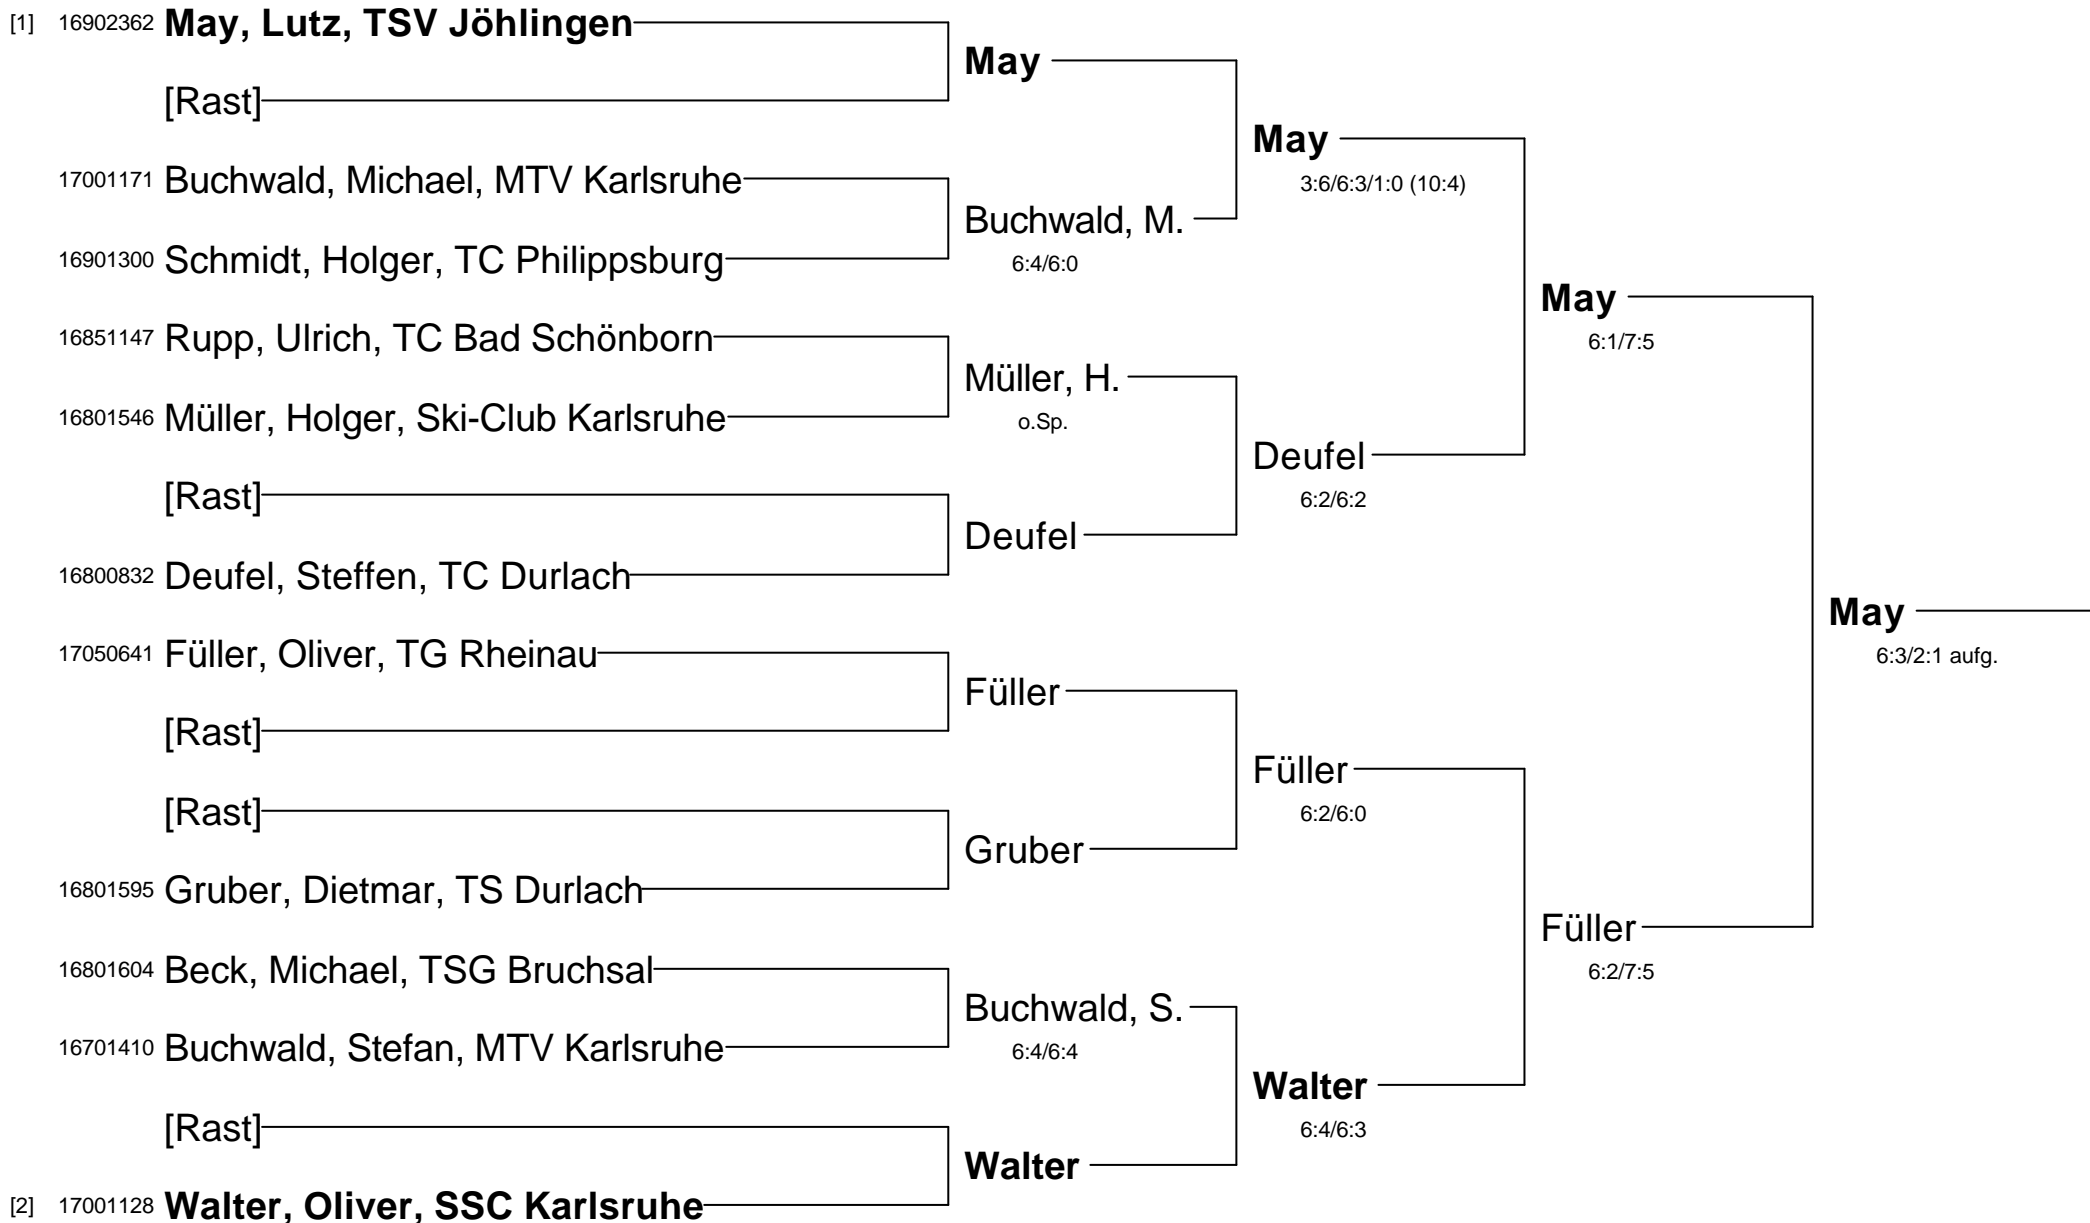 [1] 16902362 May, Lutz, TSV Jöhlingen
May
[Rast]
May
3:6/6:3/1:0 (10:4)
17001171 Buchwald, Michael, MTV Karlsruhe
Buchwald, M.
6:4/6:0
16901300 Schmidt, Holger, TC Philippsburg
May
6:1/7:5
16851147 Rupp, Ulrich, TC Bad Schönborn
Müller, H.
o.Sp.
16801546 Müller, Holger, Ski-Club Karlsruhe
Deufel
6:2/6:2
[Rast]
Deufel
16800832 Deufel, Steffen, TC Durlach
May
6:3/2:1 aufg.
17050641 Füller, Oliver, TG Rheinau
Füller
[Rast]
Füller
6:2/6:0
[Rast]
Gruber
16801595 Gruber, Dietmar, TS Durlach
Füller
6:2/7:5
16801604 Beck, Michael, TSG Bruchsal
Buchwald, S.
6:4/6:4
16701410 Buchwald, Stefan, MTV Karlsruhe
Walter
6:4/6:3
[Rast]
Walter
[2] 17001128 Walter, Oliver, SSC Karlsruhe